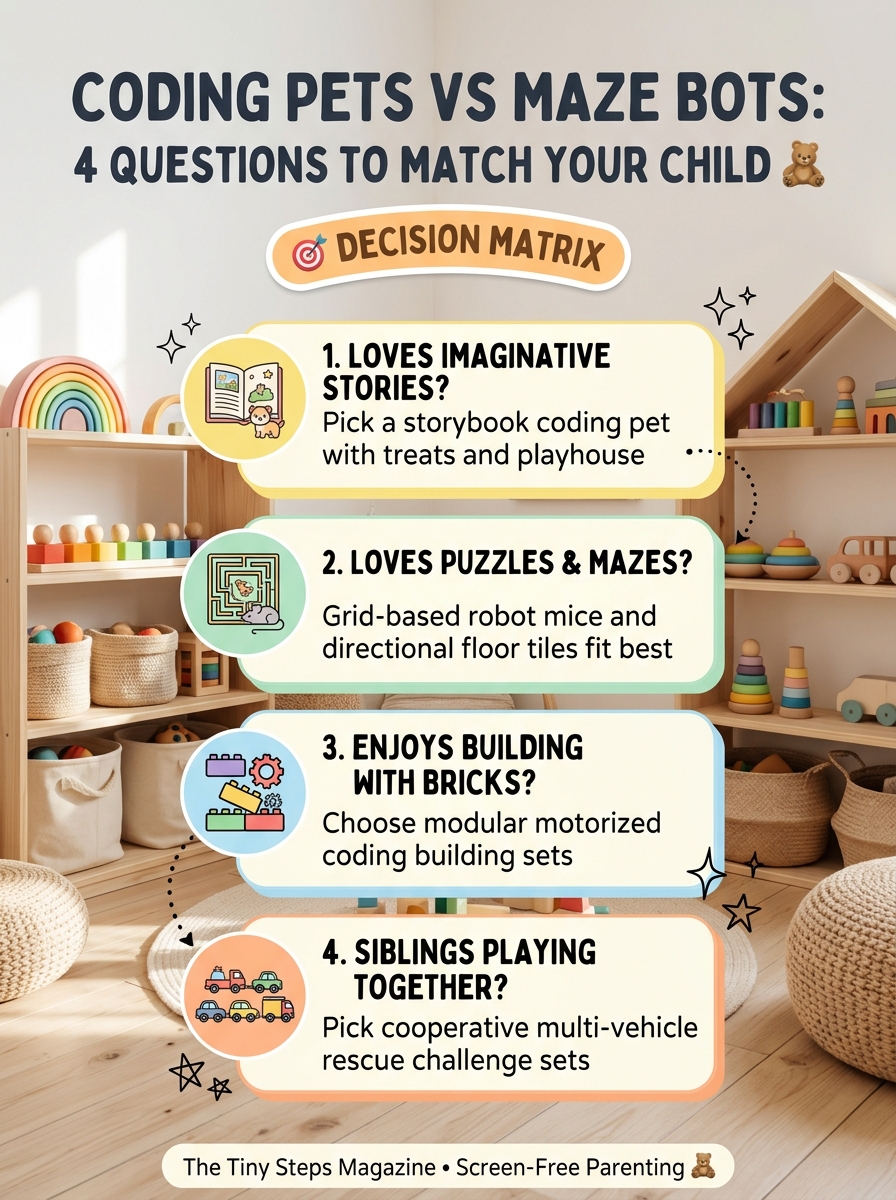 CODING PETS VS MAZE BOTS:
4 QUESTIONS TO MATCH YOUR CHILD 🧸
🎯 DECISION MATRIX
1. LOVES IMAGINATIVE
STORIES?
Pick a storybook coding pet
with treats and playhouse
2. LOVES PUZZLES & MAZES?
Grid-based robot mice and
directional floor tiles fit best
3. ENJOYS BUILDING
WITH BRICKS?
Choose modular motorized
coding building sets
4. SIBLINGS PLAYING
TOGETHER?
Pick cooperative multi-vehicle
rescue challenge sets
The Tiny Steps Magazine • Screen-Free Parenting 🧸